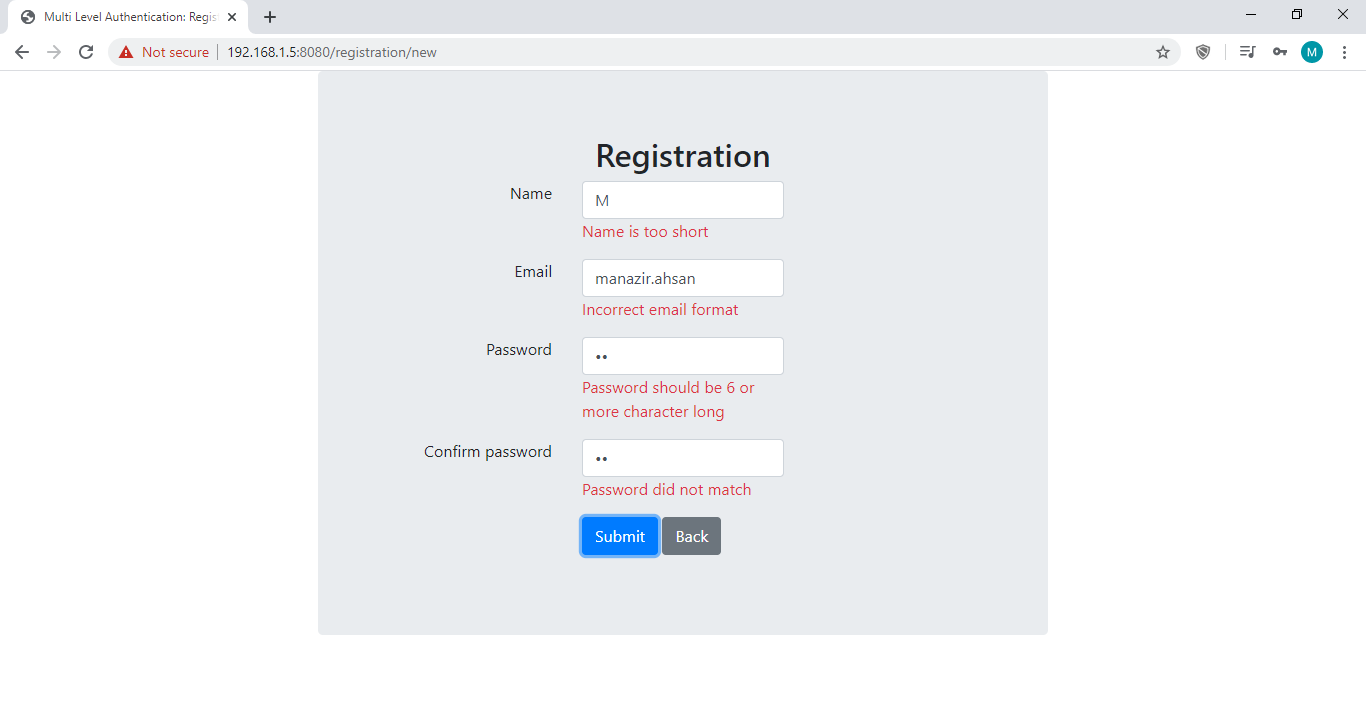 Multi Level Authentication: Regis
Not secure | 192.168.1.5:8080/registration/new
M
Registration
Name
M
Name is too short
Email
manazir.ahsan
Incorrect email format
Password
••
Password should be 6 or
more character long
Confirm password
••
Password did not match
Submit Back